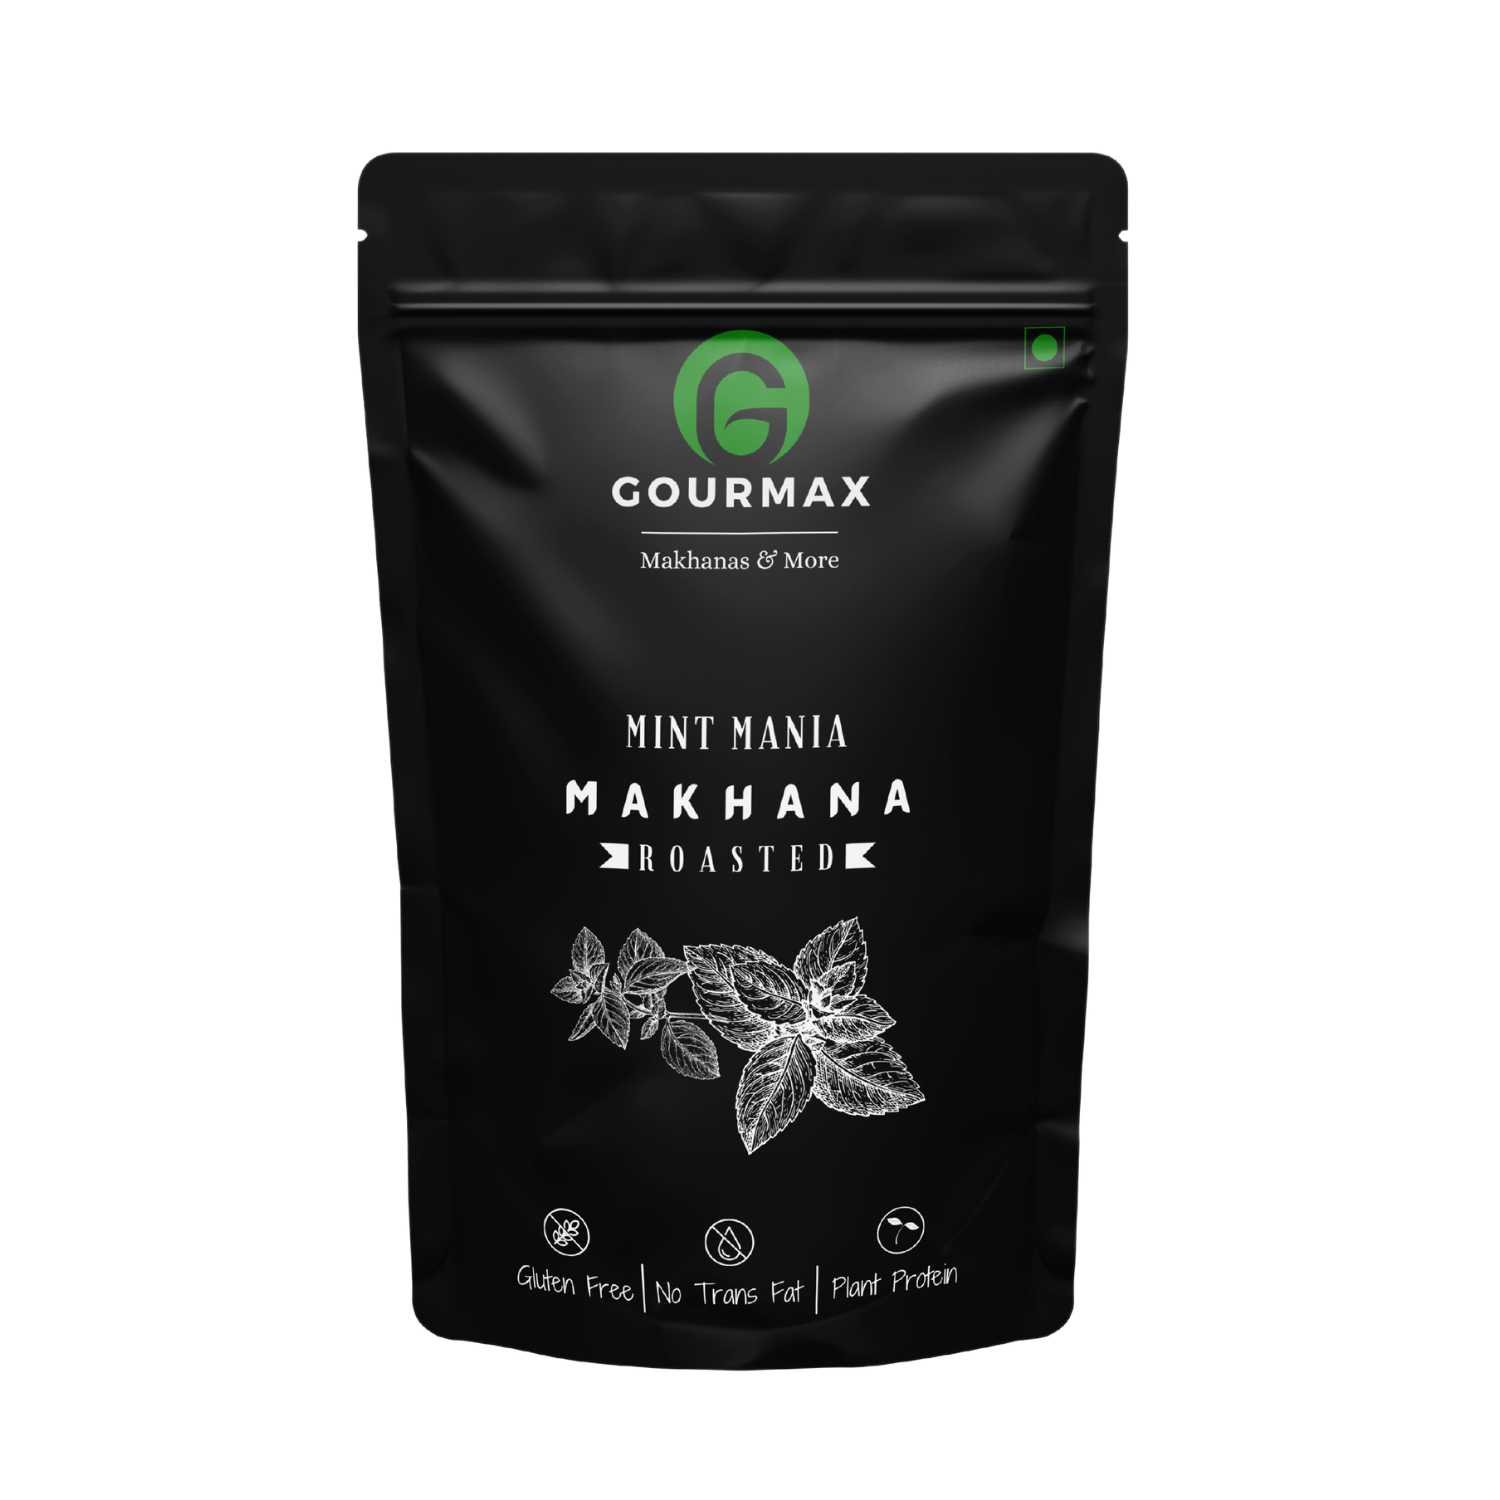 GOURMAX
Makhanas & More
MINT MANIA
MAKHANA
ROASTED
Gluten Free | No Trans Fat | Plant Protein